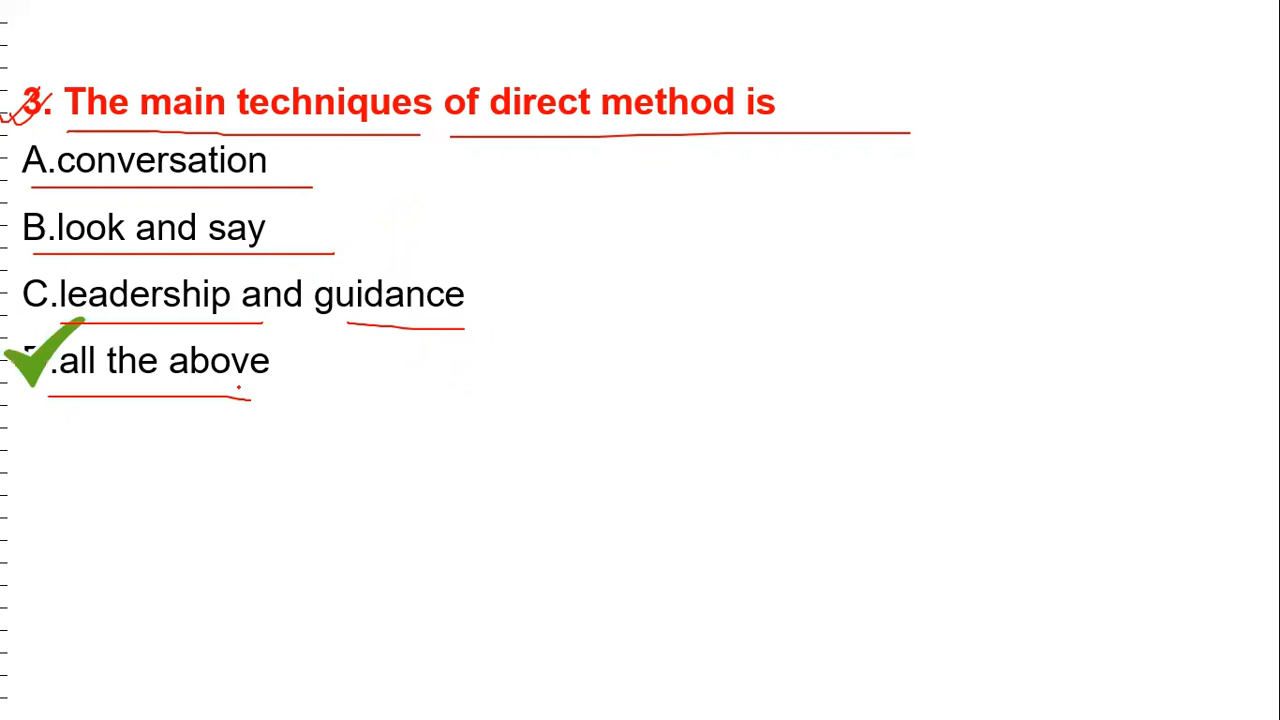 3. The main techniques of direct method is
A.conversation
B.look and say
C.leadership and guidance
.all the above